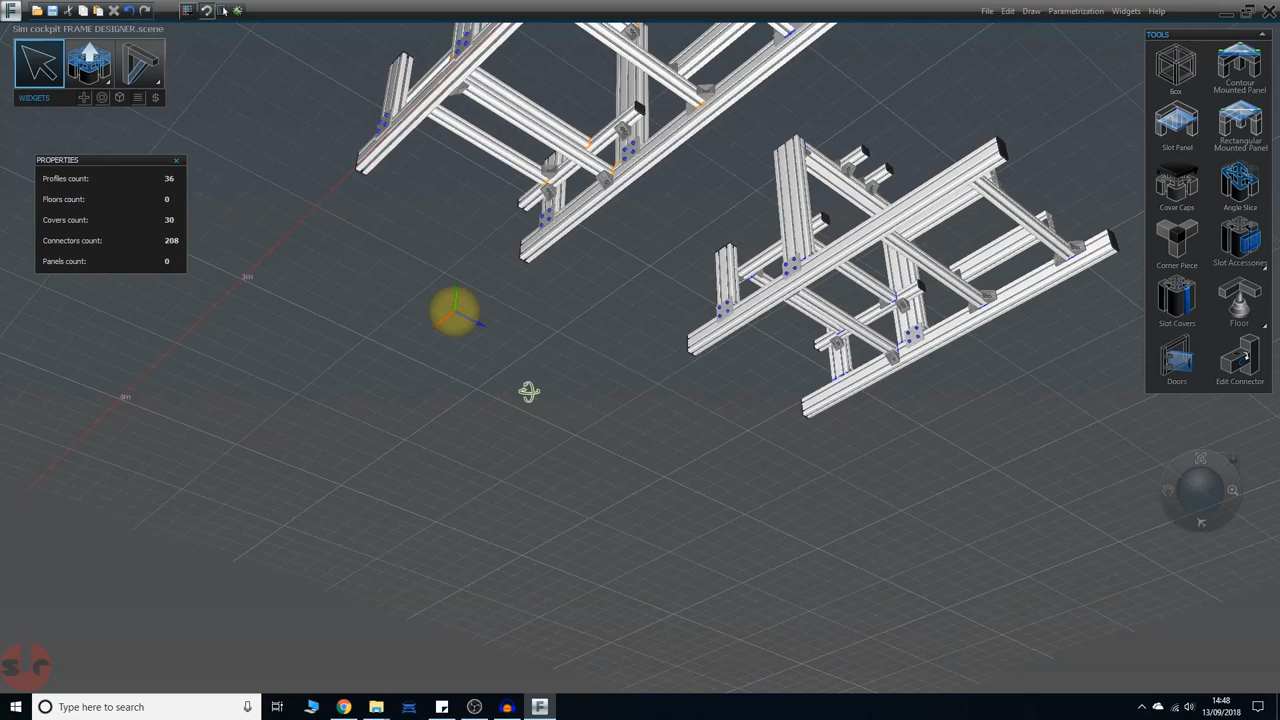 File Edit Draw Parametrization Widgets Help
Sim cockpit FRAME DESIGNER.scene
WIDGETS
$
PROPERTIES
Profiles count: 36
Floors count: 0
Covers count: 30
Connectors count: 208
Panels count: 0
3m
4m
TOOLS
Box
Contour Mounted Panel
Slot Panel
Rectangular Mounted Panel
Cover Caps
Angle Slice
Corner Piece
Slot Accessories
Slot Covers
Floor
Doors
Edit Connector
Type here to search
14:48
13/09/2018